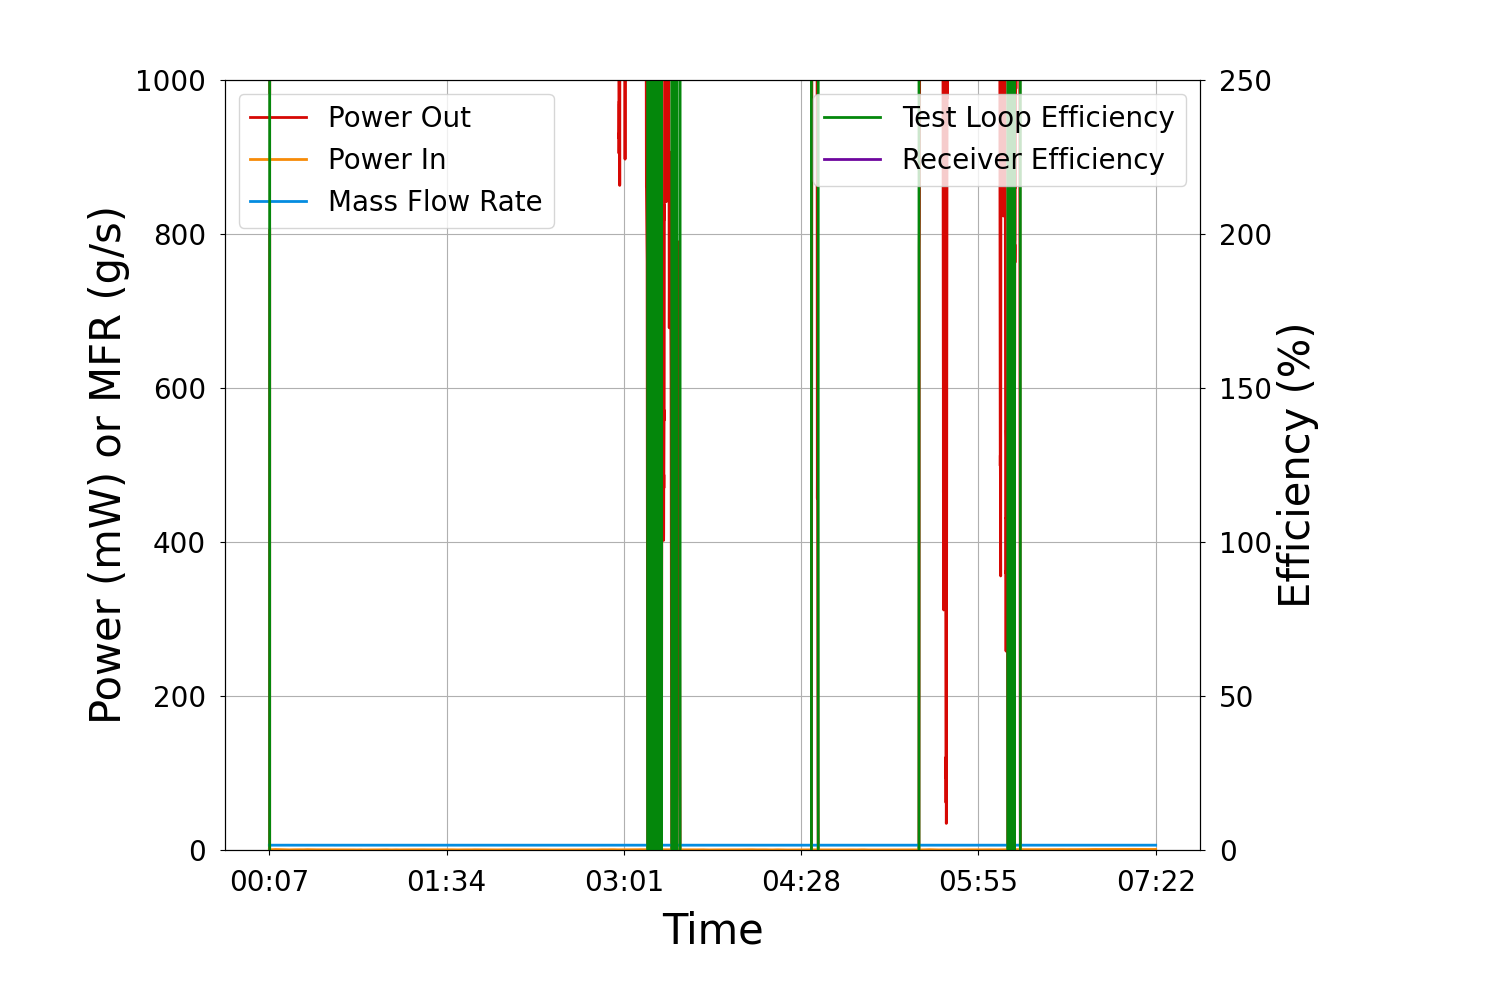 1000
800
600
400
200
0
Power (mW) or MFR (g/s)
Power Out
Power In
Mass Flow Rate
Test Loop Efficiency
Receiver Efficiency
250
200
150
100
50
0
Efficiency (%)
00:07 01:34 03:01 04:28 05:55 07:22
Time